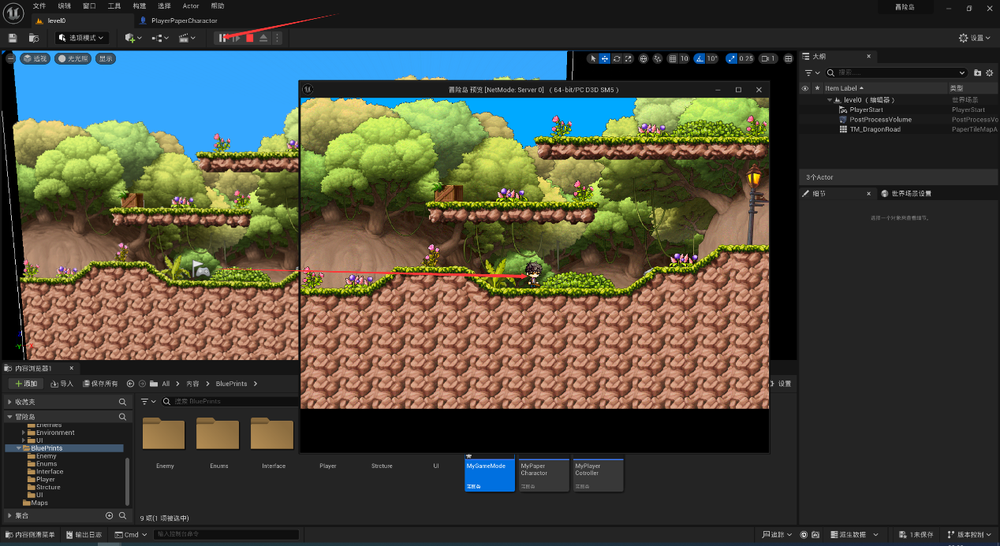 文件 编辑 窗口 工具 构建 选择 Actor 帮助
冒险岛
level0
PlayerPaperCharactor
选项模式
设置
透视 无光照 显示
10 10° 0.25 1
大纲
搜索...
Item Label 类型
level0 （编辑器） 世界场景
PlayerStart PlayerStart
PostProcessVolume PostProcessVo
TM_DragonRoad PaperTileMapA
3个Actor
细节 世界场景设置
选择一个对象来查看细节。
冒险岛 预览 [NetMode: Server 0] ( 64-bit/PC D3D SM5 )
内容浏览器1
添加 导入 保存所有 All 内容 BluePrints 设置
收藏夹
搜索 BluePrints
冒险岛
Enemies
Environment
UI
BluePrints
Enemy
Enums
Interface
Player
Strcture
UI
Maps
集合
Enemy Enums Interface Player Strcture UI
MyGameMode
蓝图类
MyPaper
Charactor
蓝图类
MyPlayer
Cotroller
蓝图类
9 项(1 项被选中)
内容侧滑菜单 输出日志 Cmd 输入控制台命令
追踪 派生数据 1未保存 版本控制